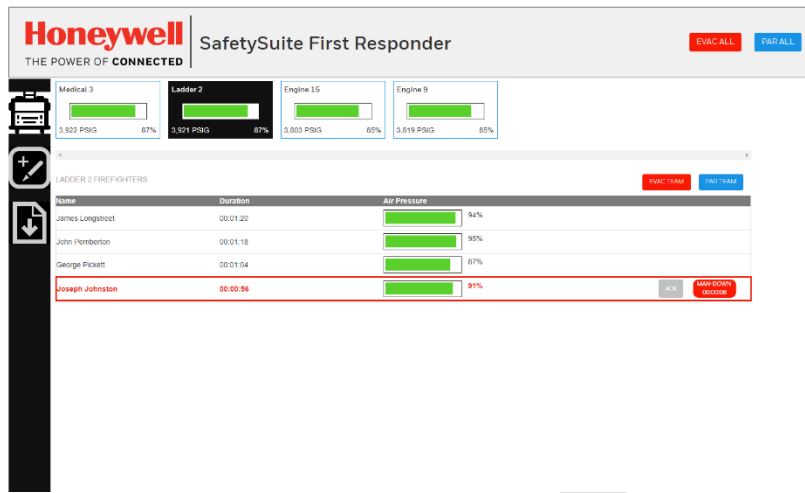 Honeywell
THE POWER OF CONNECTED
SafetySuite First Responder
EVAC ALL
PAR ALL
Medical 3
3,922 PSIG 87%
Ladder 2
3,921 PSIG 87%
Engine 15
3,803 PSIG 85%
Engine 9
3,819 PSIG 85%
LADDER 2 FIREFIGHTERS
EVAC TEAM
PAR TEAM
Name Duration Air Pressure
James Longstreet 00:01:20 94%
John Pemberton 00:01:18 95%
George Pickett 00:01:04 87%
Joseph Johnston 00:00:56 91%
ACK
MAN-DOWN
00:00:08